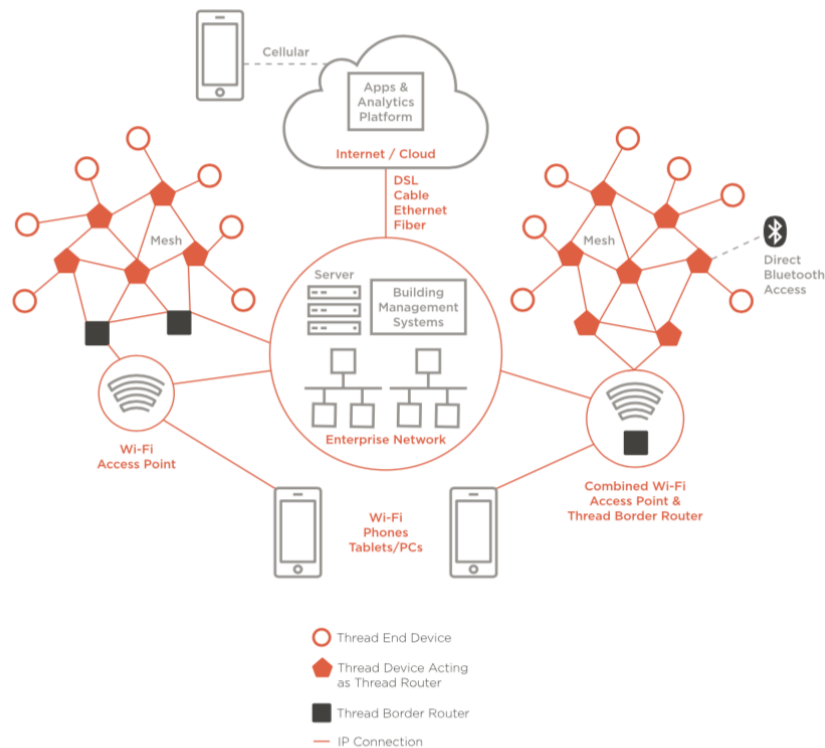 Cellular
Apps &
Analytics
Platform
Internet / Cloud
DSL
Cable
Ethernet
Fiber
Mesh
Mesh
Direct
Bluetooth
Access
Server
Building
Management
Systems
Enterprise Network
Wi-Fi
Access Point
Combined Wi-Fi
Access Point &
Thread Border Router
Wi-Fi
Phones
Tablets/PCs
Thread End Device
Thread Device Acting
as Thread Router
Thread Border Router
IP Connection